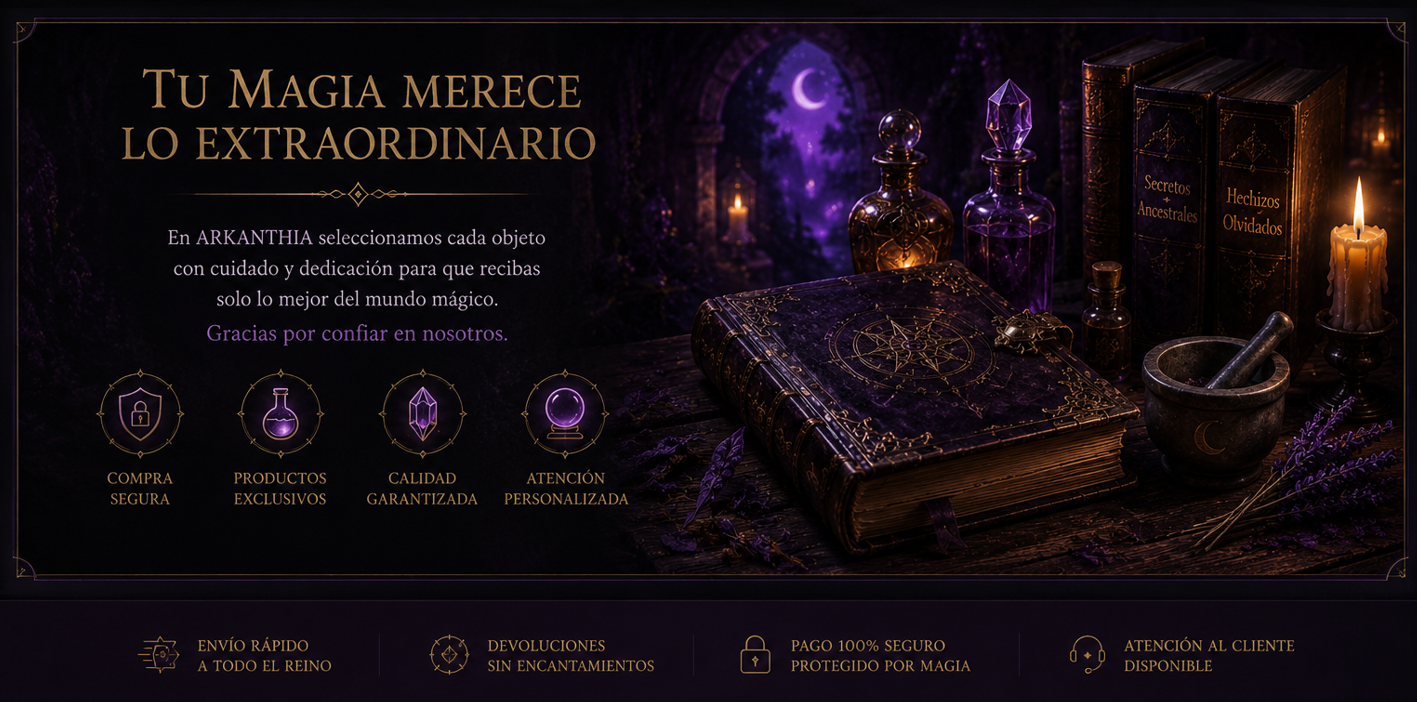 TU MAGIA MERECE
LO EXTRAORDINARIO
En ARKANTHIA seleccionamos cada objeto
con cuidado y dedicación para que recibas
solo lo mejor del mundo mágico.
Gracias por confiar en nosotros.
COMPRA
SEGURA
PRODUCTOS
EXCLUSIVOS
CALIDAD
GARANTIZADA
ATENCIÓN
PERSONALIZADA
Secretos
Ancestrales
Hechizos
Olvidados
ENVÍO RÁPIDO
A TODO EL REINO
DEVOLUCIONES
SIN ENCANTAMIENTOS
PAGO 100% SEGURO
PROTEGIDO POR MAGIA
ATENCIÓN AL CLIENTE
DISPONIBLE